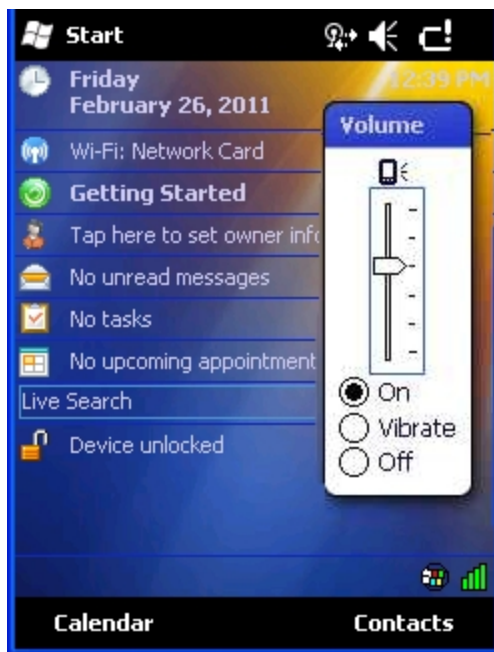 Start
Friday
February 26, 2011
12:39 PM
Wi-Fi: Network Card
Getting Started
Tap here to set owner info
No unread messages
No tasks
No upcoming appointment
Live Search
Device unlocked
Volume
On
Vibrate
Off
Calendar
Contacts